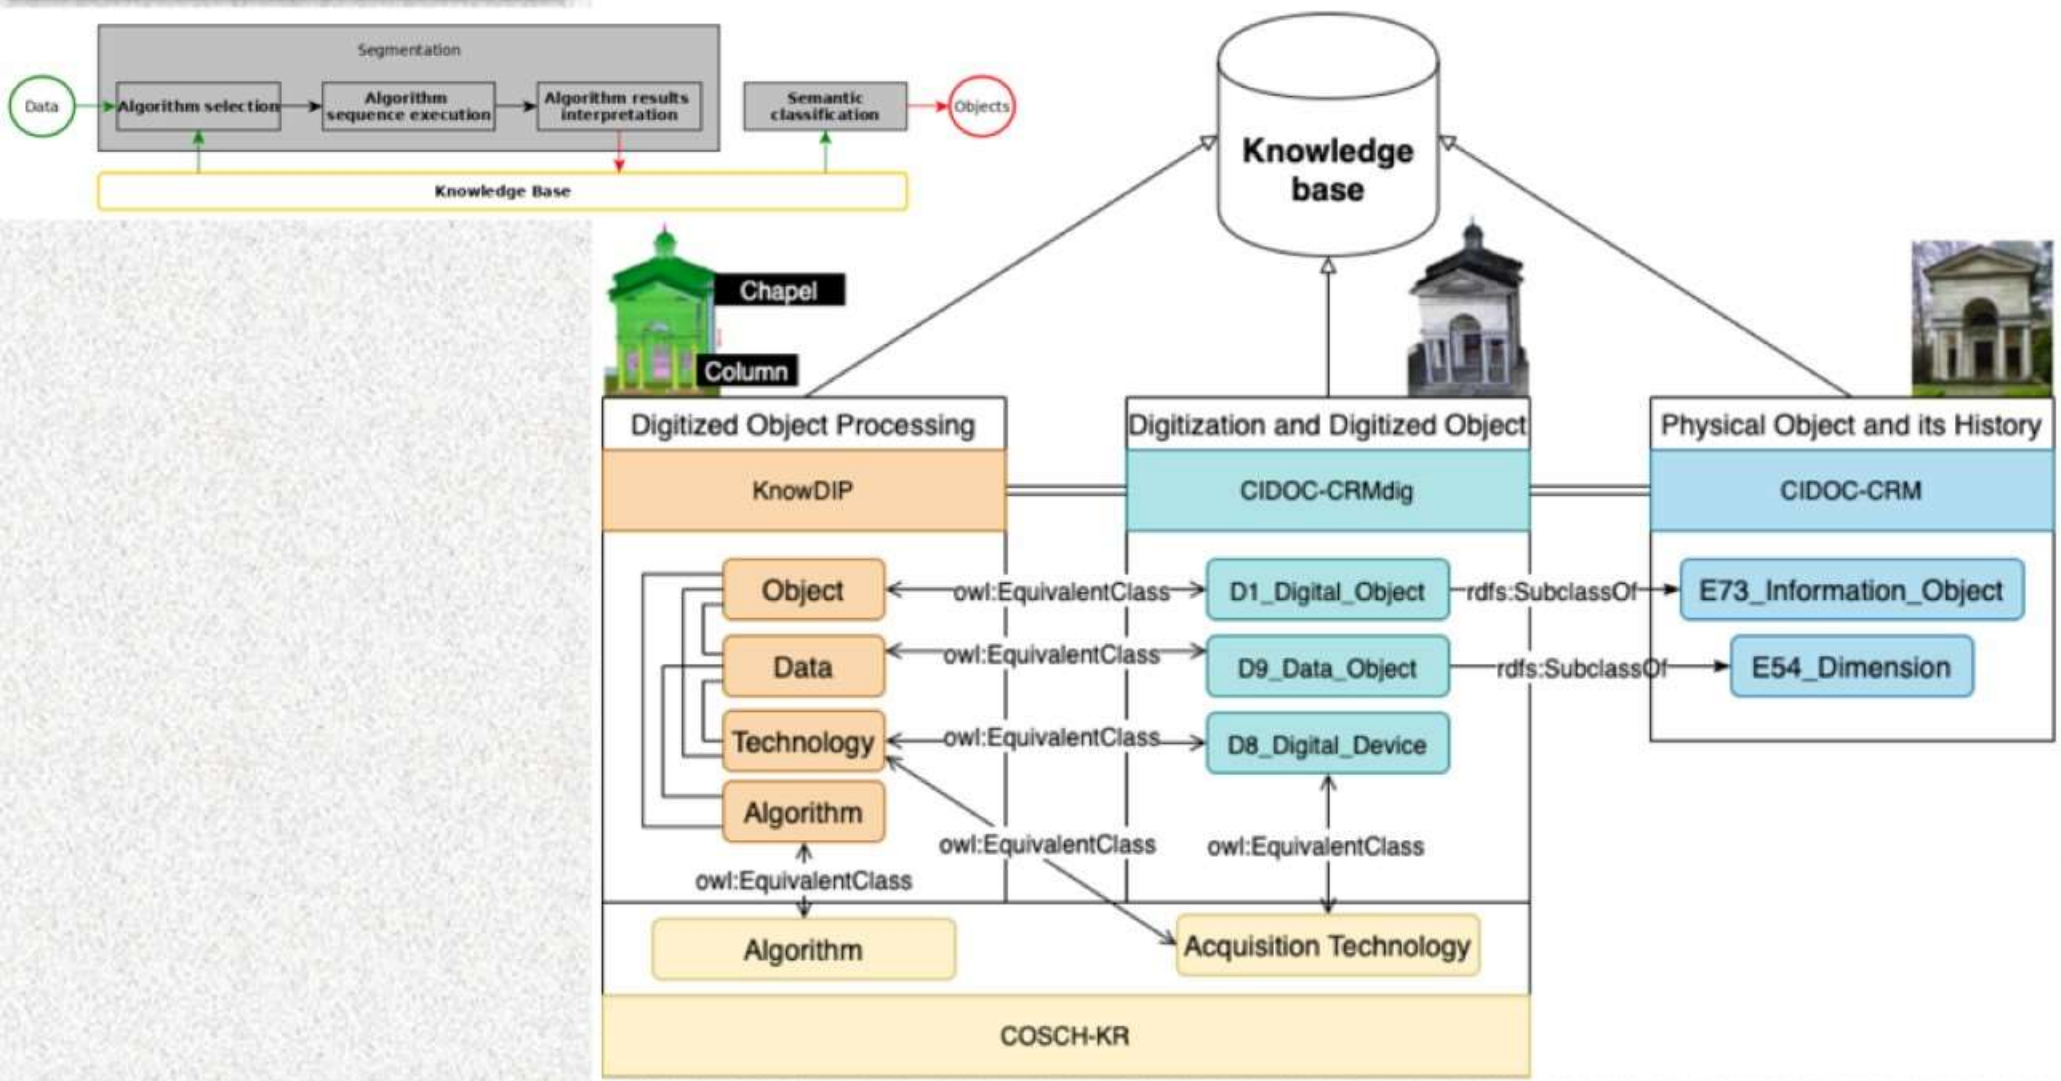 Segmentation
Data
Algorithm selection
Algorithm
sequence execution
Algorithm results
interpretation
Semantic
classification
Objects
Knowledge Base
Knowledge
base
Chapel
Column
Digitized Object Processing
Digitization and Digitized Object
Physical Object and its History
KnowDIP
CIDOC-CRMdig
CIDOC-CRM
Object
owl:EquivalentClass
D1_Digital_Object
rdfs:SubclassOf
E73_Information_Object
Data
owl:EquivalentClass
D9_Data_Object
rdfs:SubclassOf
E54_Dimension
Technology
owl:EquivalentClass
D8_Digital_Device
Algorithm
owl:EquivalentClass
owl:EquivalentClass
owl:EquivalentClass
Algorithm
Acquisition Technology
COSCH-KR